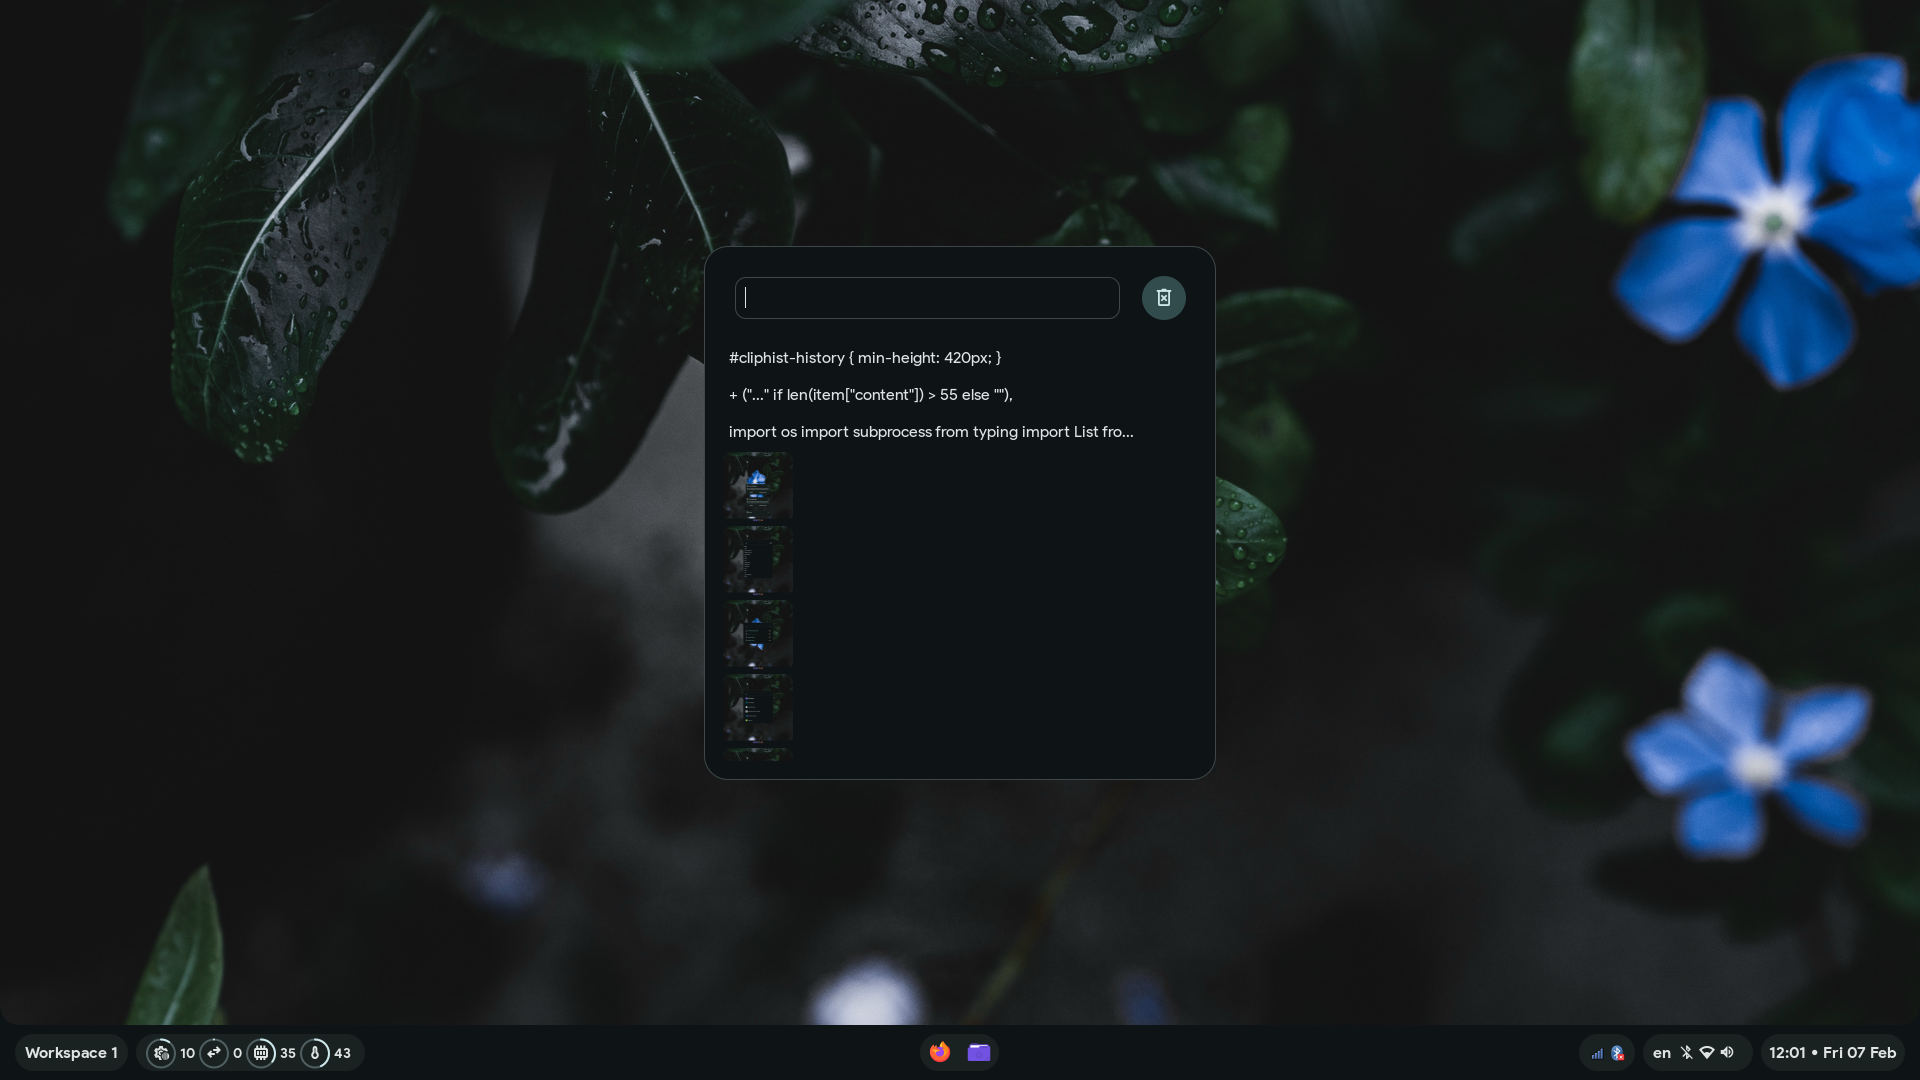 #cliphist-history { min-height: 420px; }
+ ("..." if len(item["content"]) > 55 else ""),
import os import subprocess from typing import List fro...
Workspace 1
10
0
35
43
en
12:01 • Fri 07 Feb